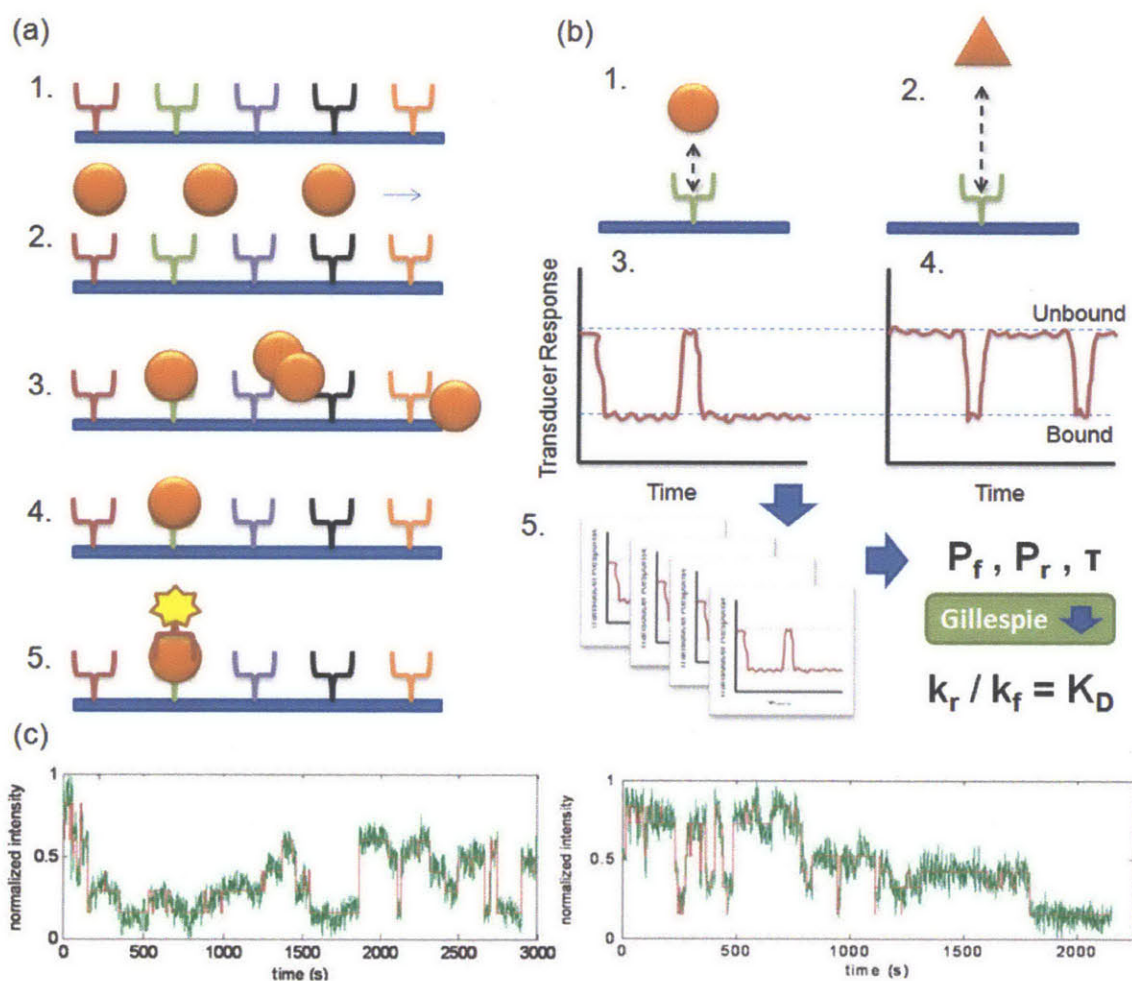 (a)
1.
2.
3.
4.
5.
(b)
1.
2.
3.
4.
Transducer Response
Unbound
Bound
Time
Time
5.
P_f , P_r , τ
Gillespie
k_r / k_f = K_D
(c)
normalized intensity
1
0.5
0
0 500 1000 1500 2000 2500 3000
time (s)
normalized intensity
1
0.5
0
0 500 1000 1500 2000
time (s)